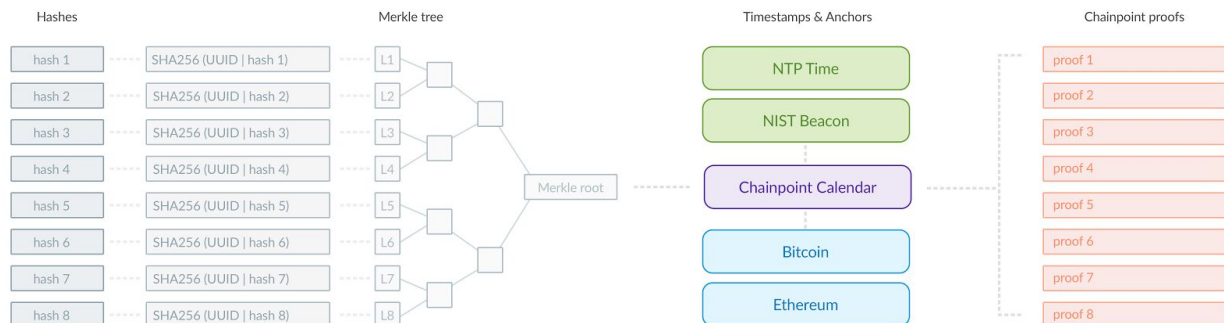 Hashes
Merkle tree
Timestamps & Anchors
Chainpoint proofs
hash 1
SHA256 (UUID | hash 1)
L1
NTP Time
proof 1
hash 2
SHA256 (UUID | hash 2)
L2
NIST Beacon
proof 2
hash 3
SHA256 (UUID | hash 3)
L3
proof 3
hash 4
SHA256 (UUID | hash 4)
L4
Merkle root
Chainpoint Calendar
proof 4
hash 5
SHA256 (UUID | hash 5)
L5
proof 5
hash 6
SHA256 (UUID | hash 6)
L6
Bitcoin
proof 6
hash 7
SHA256 (UUID | hash 7)
L7
proof 7
hash 8
SHA256 (UUID | hash 8)
L8
Ethereum
proof 8